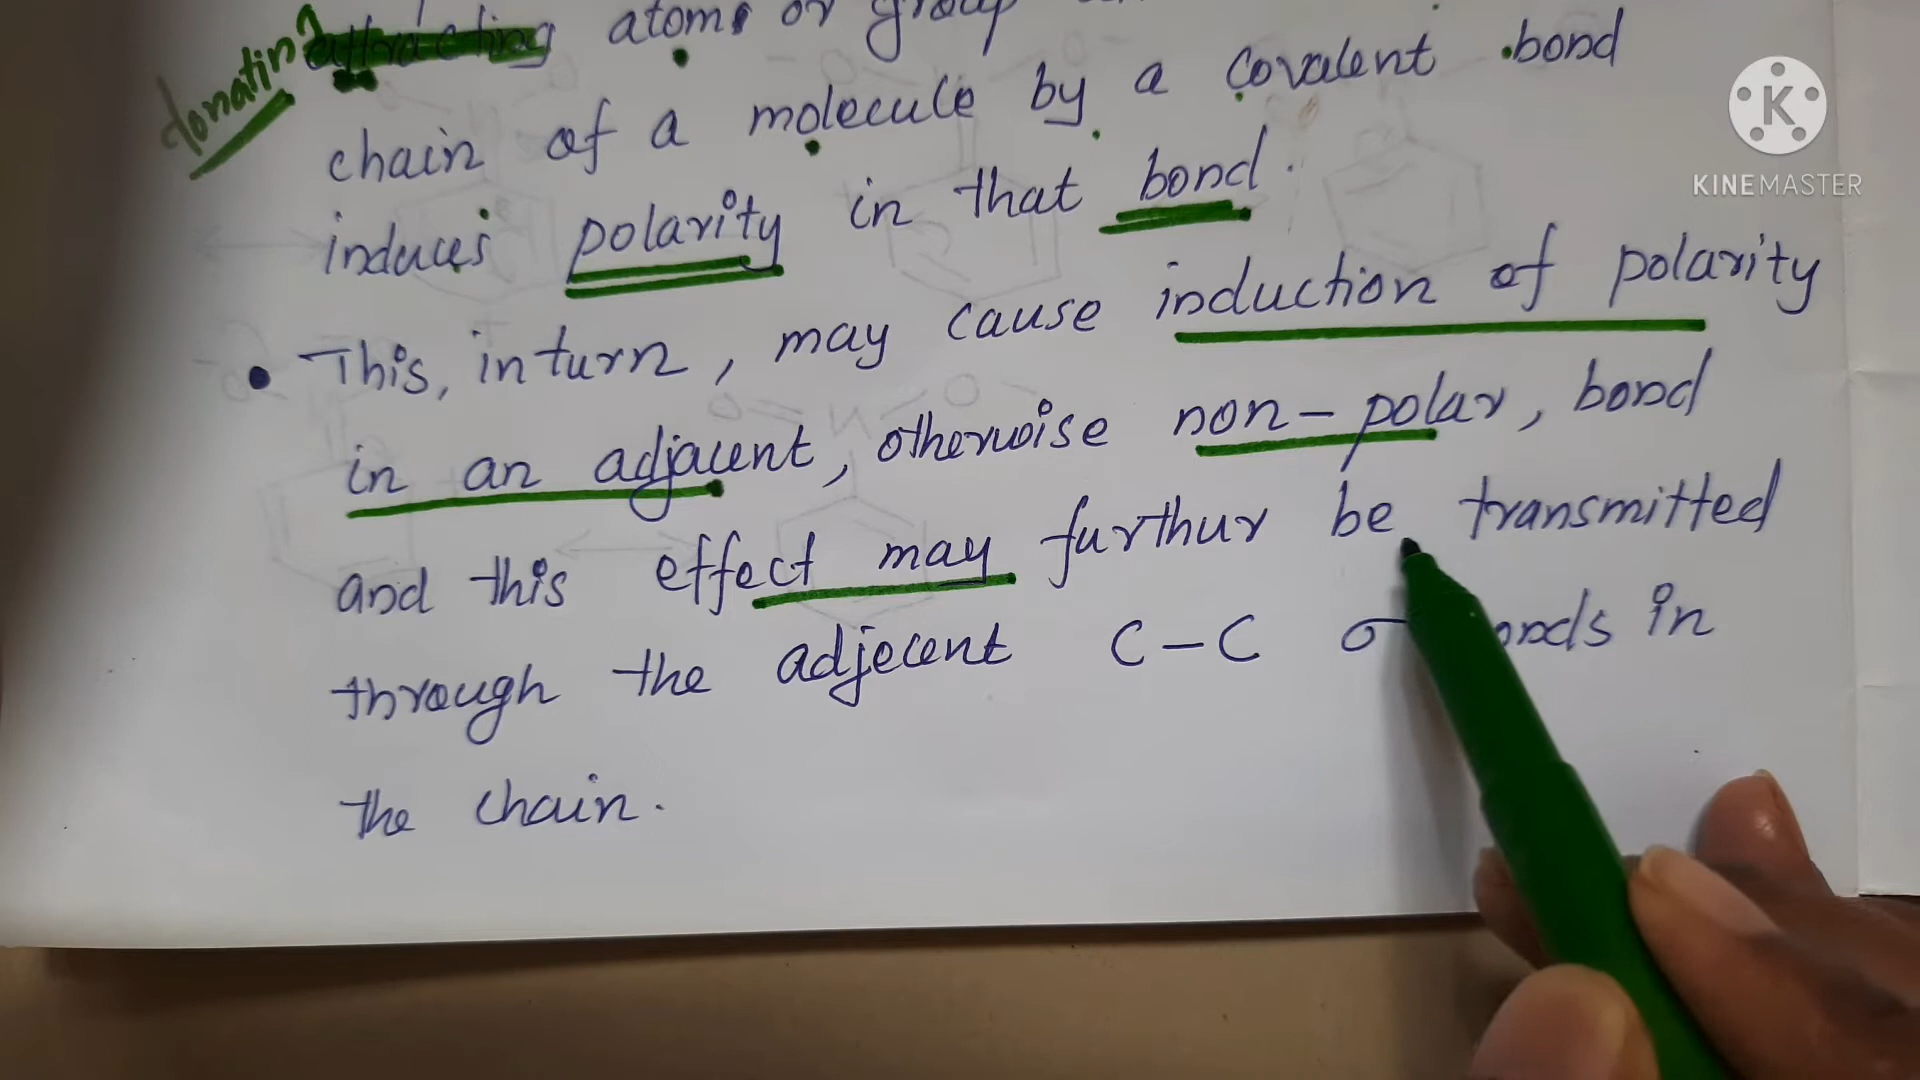 donating attracting atoms or group
chain of a molecule by a covalent bond
induces polarity in that bond.
• This, in turn, may cause induction of polarity
in an adjacent, otherwise non-polar, bond
and this effect may furthur be transmitted
through the adjecent C-C σ bonds in
the chain.
K
KINEMASTER